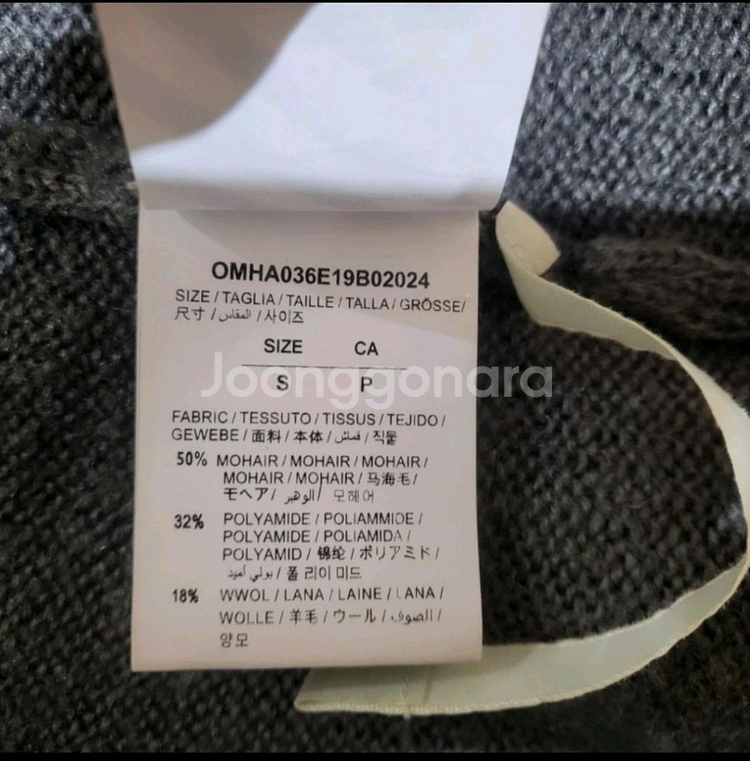 OMHA036E19B02024
SIZE / TAGLIA / TAILLE / TALLA / GRÖSSE /
尺寸 / المقاس / 사이즈
SIZE CA
S P
Joonggonara
FABRIC / TESSUTO / TISSUS / TEJIDO /
GEWEBE / 面料 / 本体 / قماش / 직물
50% MOHAIR / MOHAIR / MOHAIR /
MOHAIR / MOHAIR / 马海毛 /
モヘア / الوهير / 모헤어
32% POLYAMIDE / POLIAMMIDE /
POLYAMIDE / POLIAMIDA /
POLYAMID / 锦纶 / ポリアミド /
بولي أميد / 폴리이미드
18% WWOL / LANA / LAINE / LANA /
WOLLE / 羊毛 / ウール / الصوف /
양모